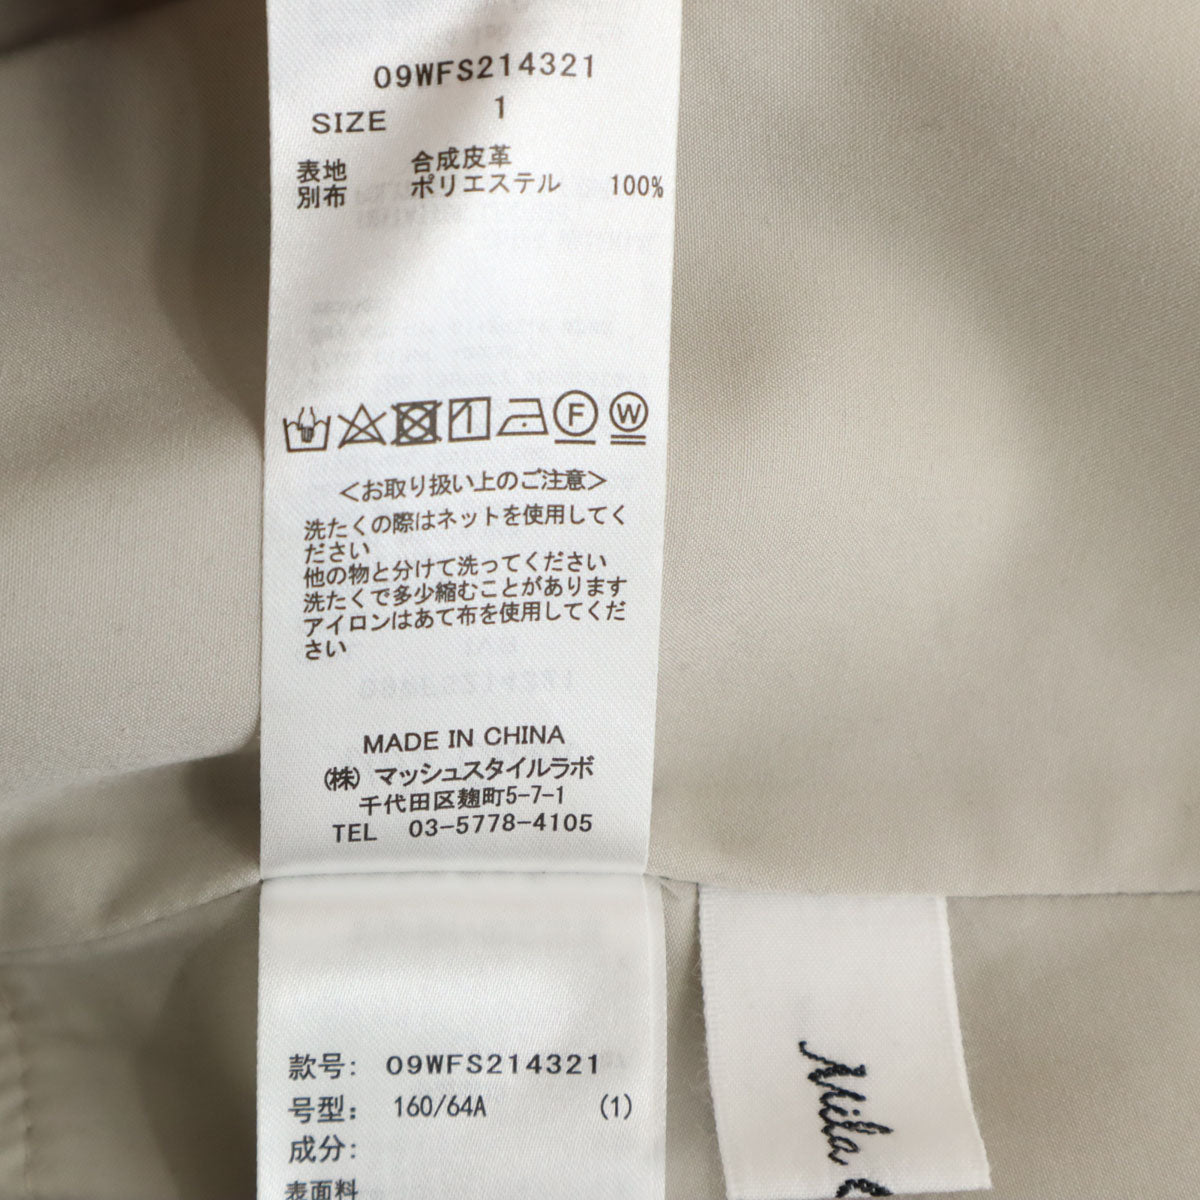 09WFS214321
SIZE 1
表地 合成皮革
別布 ポリエステル 100%
F W
<お取り扱い上のご注意>
洗たくの際はネットを使用してく
ださい
他の物と分けて洗ってください
洗たくで多少縮むことがあります
アイロンはあて布を使用してくだ
さい
MADE IN CHINA
(株) マッシュスタイルラボ
千代田区麹町5-7-1
TEL 03-5778-4105
款号: 09WFS214321
号型: 160/64A (1)
成分:
表面料
Mila